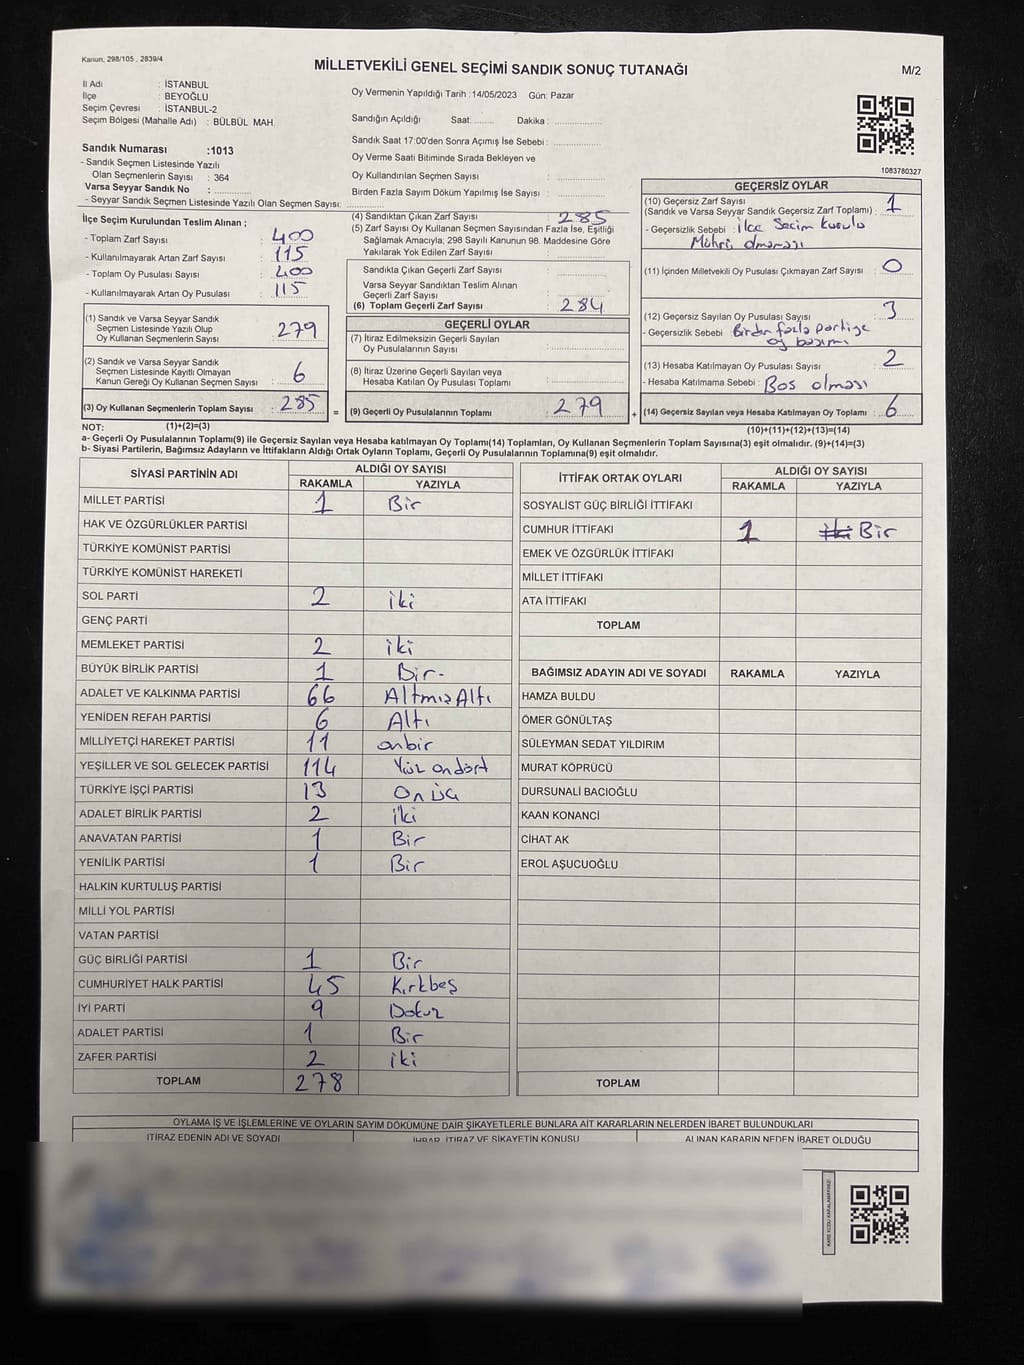 Kanun, 298/105 , 2839/4
MİLLETVEKİLİ GENEL SEÇİMİ SANDIK SONUÇ TUTANAĞI
M/2
İl Adı : İSTANBUL
İlçe : BEYOĞLU
Seçim Çevresi : İSTANBUL-2
Seçim Bölgesi (Mahalle Adı) : BÜLBÜL MAH.
Sandık Numarası :1013
- Sandık Seçmen Listesinde Yazılı
Olan Seçmenlerin Sayısı : 364
Varsa Seyyar Sandık No :
- Seyyar Sandık Seçmen Listesinde Yazılı Olan Seçmen Sayısı:
Oy Vermenin Yapıldığı Tarih :14/05/2023 Gün: Pazar
Sandığın Açıldığı Saat: Dakika :
Sandık Saat 17:00'den Sonra Açımış İse Sebebi :
Oy Verme Saati Bitiminde Sırada Bekleyen ve
Oy Kullandırılan Seçmen Sayısı :
Birden Fazla Sayım Döküm Yapılmış İse Sayısı :
1083780327
İlçe Seçim Kurulundan Teslim Alınan ;
- Toplam Zarf Sayısı : 400
- Kullanılmayarak Artan Zarf Sayısı : 115
- Toplam Oy Pusulası Sayısı : 400
- Kullanılmayarak Artan Oy Pusulası : 115
(1) Sandık ve Varsa Seyyar Sandık
Seçmen Listesinde Yazılı Olup
Oy Kullanan Seçmenlerin Sayısı : 279
(2) Sandık ve Varsa Seyyar Sandık
Seçmen Listesinde Kayıtlı Olmayan
Kanun Gereği Oy Kullanan Seçmen Sayısı : 6
(3) Oy Kullanan Seçmenlerin Toplam Sayısı : 285 =
(1)+(2)=(3)
(4) Sandıktan Çıkan Zarf Sayısı : 285
(5) Zarf Sayısı Oy Kullanan Seçmen Sayısından Fazla İse, Eşitliği
Sağlamak Amacıyla; 298 Sayılı Kanunun 98. Maddesine Göre
Yakılarak Yok Edilen Zarf Sayısı :
Sandıkta Çıkan Geçerli Zarf Sayısı :
Varsa Seyyar Sandıktan Teslim Alınan
Geçerli Zarf Sayısı :
(6) Toplam Geçerli Zarf Sayısı : 284
GEÇERLİ OYLAR
(7) İtiraz Edilmeksizin Geçerli Sayılan
Oy Pusulalarının Sayısı :
(8) İtiraz Üzerine Geçerli Sayılan veya
Hesaba Katılan Oy Pusulası Toplamı :
(9) Geçerli Oy Pusulalarının Toplamı : 279 +
GEÇERSİZ OYLAR
(10) Geçersiz Zarf Sayısı
(Sandık ve Varsa Seyyar Sandık Geçersiz Zarf Toplamı) : 1
- Geçersizlik Sebebi : İlçe Seçim Kurulu
Mührü olmaması
(11) İçinden Milletvekili Oy Pusulası Çıkmayan Zarf Sayısı : 0
(12) Geçersiz Sayılan Oy Pusulası Sayısı : 3
- Geçersizlik Sebebi : Birden fazla partiye
oy basımı
(13) Hesaba Katılmayan Oy Pusulası Sayısı : 2
- Hesaba Katılmama Sebebi : Boş olması
(14) Geçersiz Sayılan veya Hesaba Katılmayan Oy Toplamı : 6
(10)+(11)+(12)+(13)=(14)
NOT:
a- Geçerli Oy Pusulalarının Toplamı(9) ile Geçersiz Sayılan veya Hesaba katılmayan Oy Toplamı(14) Toplamları, Oy Kullanan Seçmenlerin Toplam Sayısına(3) eşit olmalıdır. (9)+(14)=(3)
b- Siyasi Partilerin, Bağımsız Adayların ve İttifakların Aldığı Ortak Oyların Toplamı, Geçerli Oy Pusulalarının Toplamına(9) eşit olmalıdır.
SİYASİ PARTİNİN ADI ALDIĞI OY SAYISI
RAKAMLA YAZIYLA
MİLLET PARTİSİ 1 Bir
HAK VE ÖZGÜRLÜKLER PARTİSİ
TÜRKİYE KOMÜNİST PARTİSİ
TÜRKİYE KOMÜNİST HAREKETİ
SOL PARTİ 2 iki
GENÇ PARTİ
MEMLEKET PARTİSİ 2 iki
BÜYÜK BİRLİK PARTİSİ 1 Bir-
ADALET VE KALKINMA PARTİSİ 66 Altmış Altı
YENİDEN REFAH PARTİSİ 6 Altı
MİLLİYETÇİ HAREKET PARTİSİ 11 onbir
YEŞİLLER VE SOL GELECEK PARTİSİ 114 Yüz ondört
TÜRKİYE İŞÇİ PARTİSİ 13 Onüç
ADALET BİRLİK PARTİSİ 2 iki
ANAVATAN PARTİSİ 1 Bir
YENİLİK PARTİSİ 1 Bir
HALKIN KURTULUŞ PARTİSİ
MİLLİ YOL PARTİSİ
VATAN PARTİSİ
GÜÇ BİRLİĞİ PARTİSİ 1 Bir
CUMHURİYET HALK PARTİSİ 45 Kırkbeş
İYİ PARTİ 9 Dokuz
ADALET PARTİSİ 1 Bir
ZAFER PARTİSİ 2 iki
TOPLAM 278
İTTİFAK ORTAK OYLARI ALDIĞI OY SAYISI
RAKAMLA YAZIYLA
SOSYALİST GÜÇ BİRLİĞİ İTTİFAKI
CUMHUR İTTİFAKI 1 iki Bir
EMEK VE ÖZGÜRLÜK İTTİFAKI
MİLLET İTTİFAKI
ATA İTTİFAKI
TOPLAM
BAĞIMSIZ ADAYIN ADI VE SOYADI RAKAMLA YAZIYLA
HAMZA BULDU
ÖMER GÖNÜLTAŞ
SÜLEYMAN SEDAT YILDIRIM
MURAT KÖPRÜCÜ
DURSUNALİ BACIOĞLU
KAAN KONANCİ
CİHAT AK
EROL AŞUCUOĞLU
TOPLAM
OYLAMA İŞ VE İŞLEMLERİNE VE OYLARIN SAYIM DÖKÜMÜNE DAİR ŞİKAYETLERLE BUNLARA AİT KARARLARIN NELERDEN İBARET BULUNDUKLARI
İTİRAZ EDENİN ADI VE SOYADI İHBAR, İTİRAZ VE ŞİKAYETİN KONUSU ALINAN KARARIN NEDEN İBARET OLDUĞU